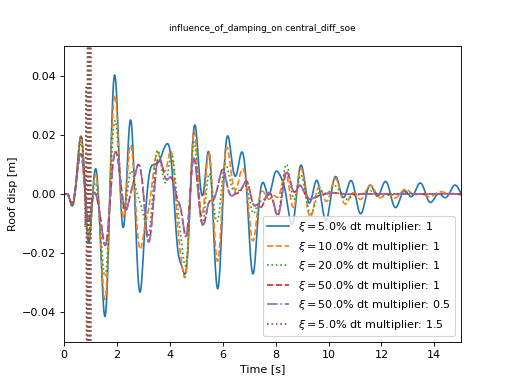 influence_of_damping_on central_diff_soe
Roof disp [m]
0.04
0.02
0.00
−0.02
−0.04
ξ = 5.0% dt multiplier: 1
ξ = 10.0% dt multiplier: 1
ξ = 20.0% dt multiplier: 1
ξ = 50.0% dt multiplier: 1
ξ = 50.0% dt multiplier: 0.5
ξ = 5.0% dt multiplier: 1.5
0 2 4 6 8 10 12 14
Time [s]